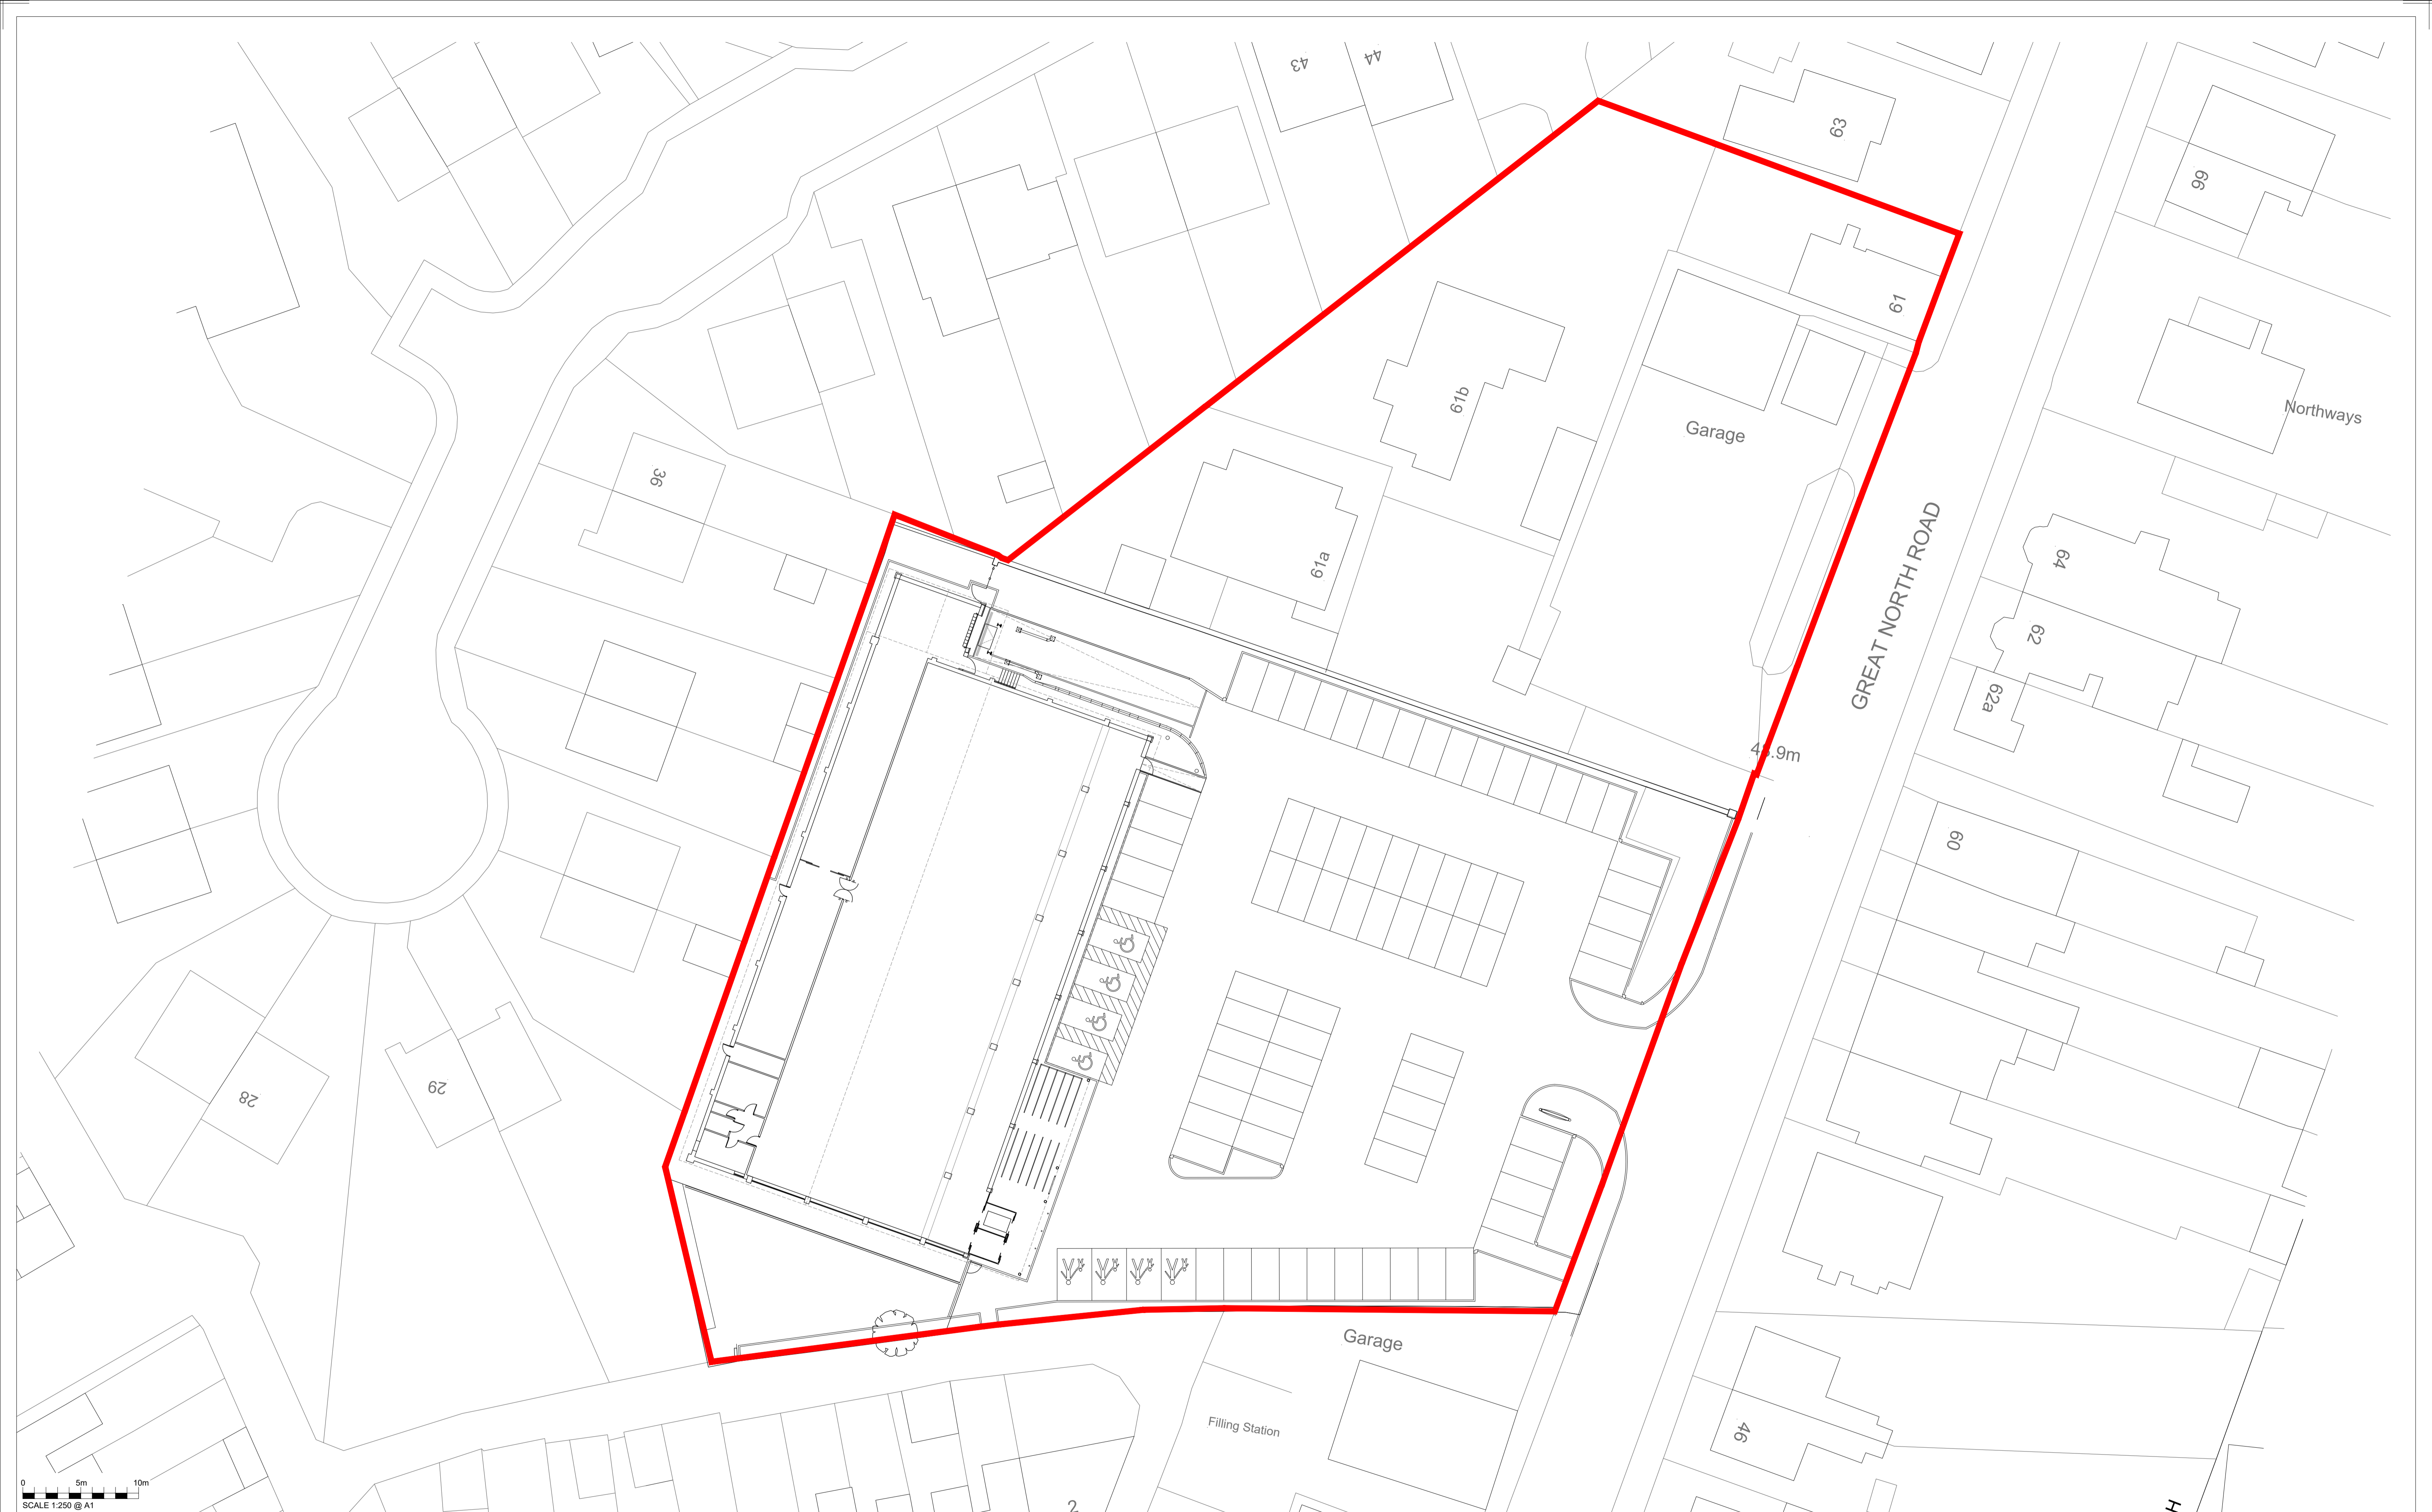 43
44
63
66
61
Northways
61b
Garage
36
61a
64
GREAT NORTH ROAD
62
62a
60
28
29
Garage
Filling Station
46
2
H
0 5m 10m
SCALE 1:250 @ A1